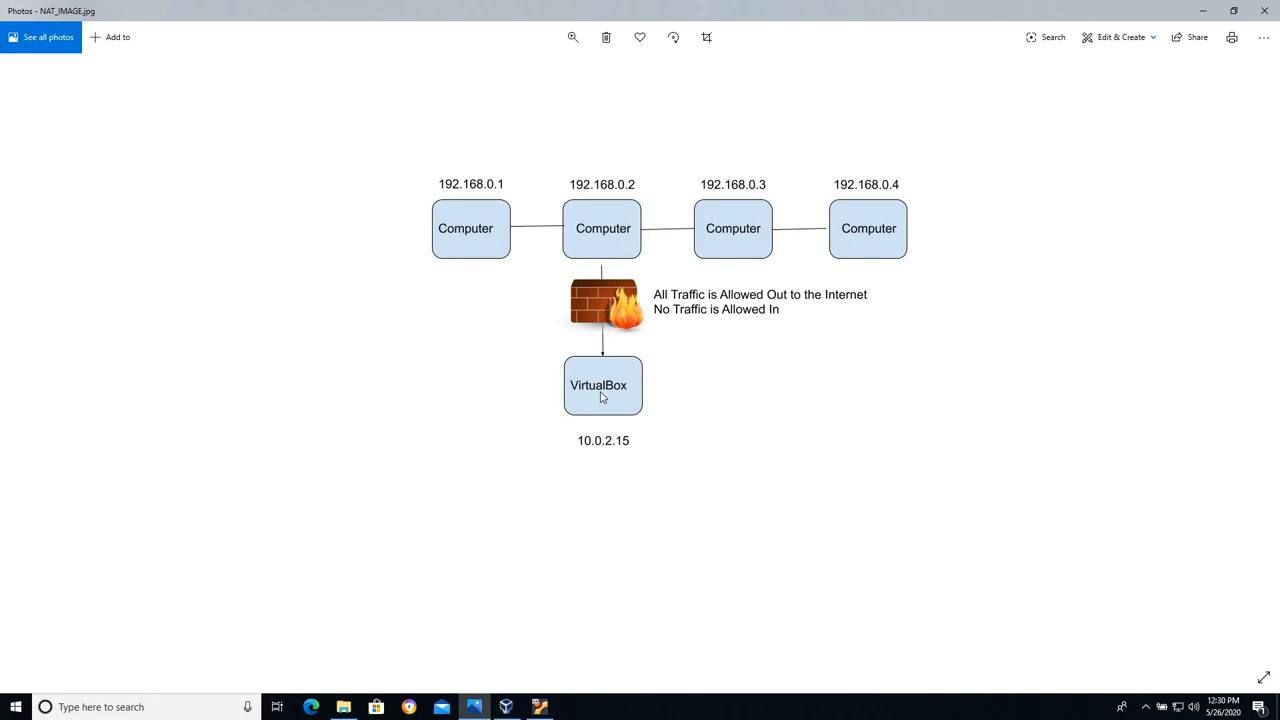 Photos - NAT_IMAGE.jpg
See all photos
Add to
Search
Edit & Create
Share
192.168.0.1
192.168.0.2
192.168.0.3
192.168.0.4
Computer
Computer
Computer
Computer
All Traffic is Allowed Out to the Internet
No Traffic is Allowed In
VirtualBox
10.0.2.15
Type here to search
12:30 PM
5/26/2020
1